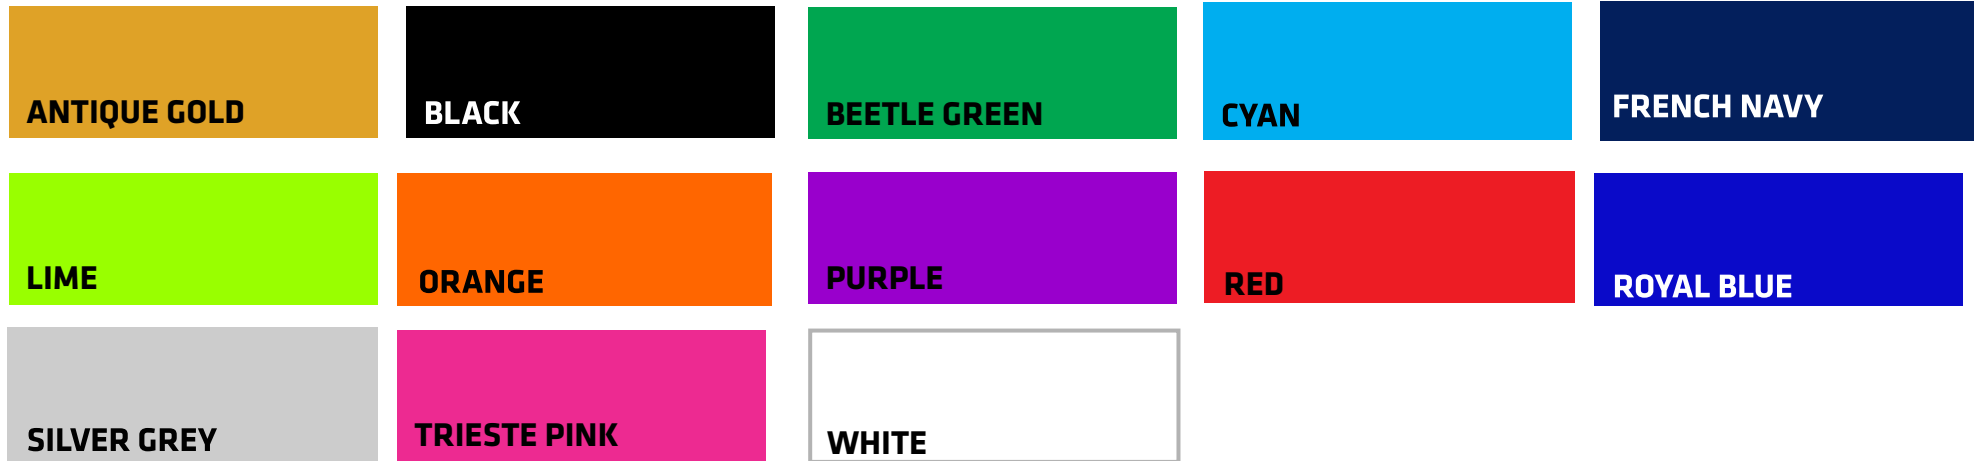 ANTIQUE GOLD
BLACK
BEETLE GREEN
CYAN
FRENCH NAVY
LIME
ORANGE
PURPLE
RED
ROYAL BLUE
SILVER GREY
TRIESTE PINK
WHITE